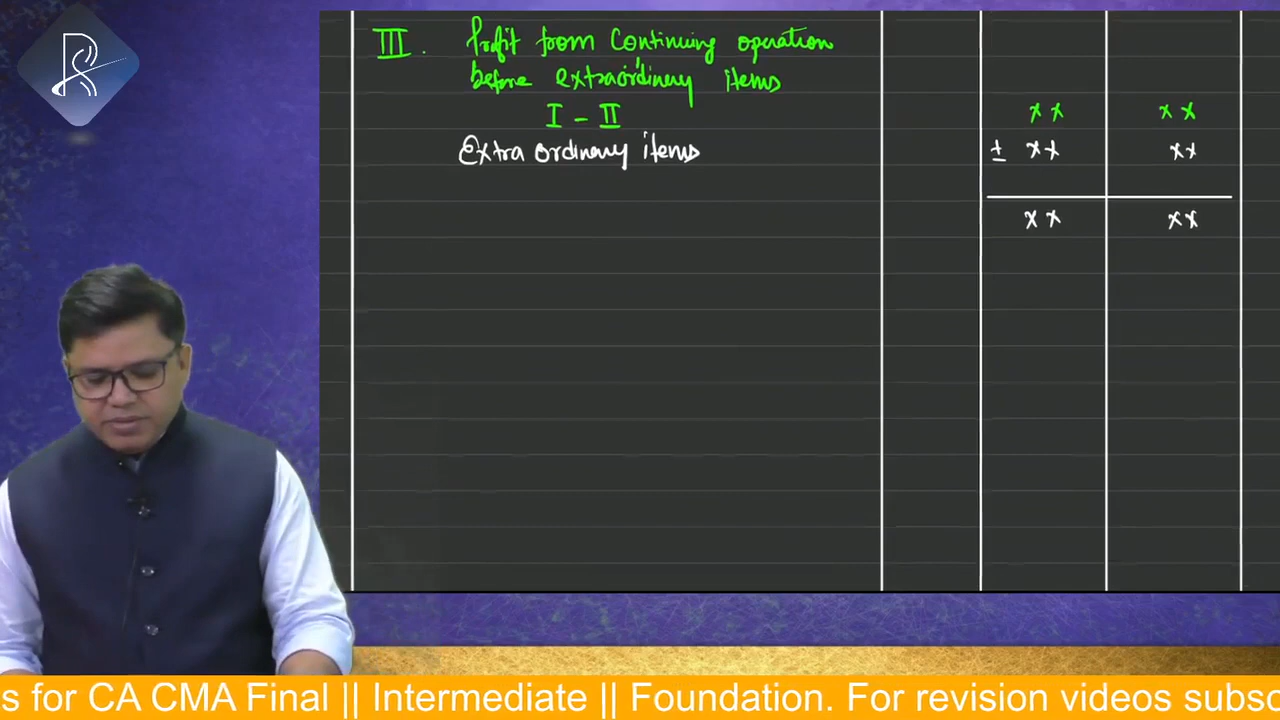 III. Profit from Continuing operation
before extraordinary items
I - II
x x x x
Extra ordinary items ± x x x x
x x x x
s for CA CMA Final || Intermediate || Foundation. For revision videos subsc